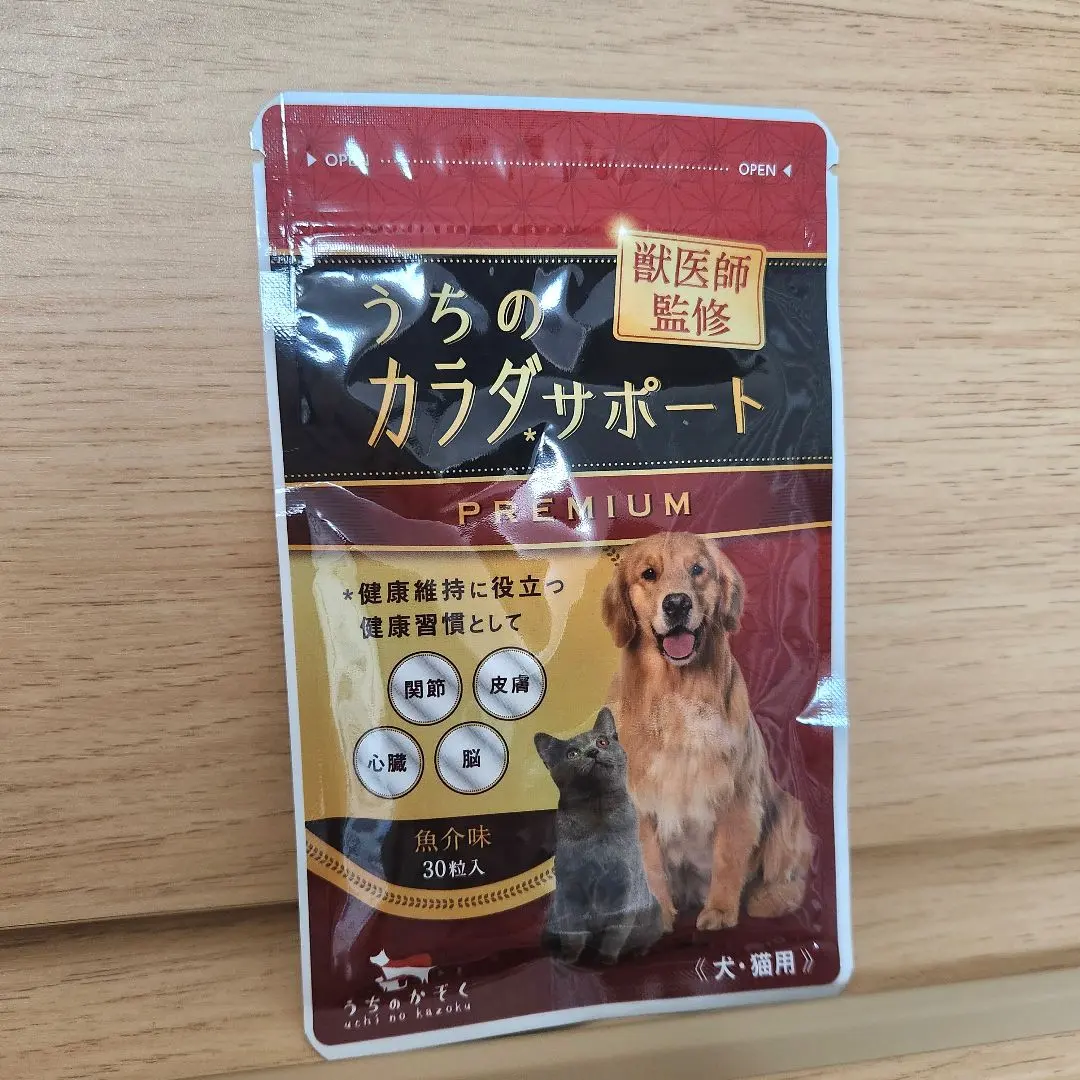 OPEN OPEN
獣医師
監修
うちの
カラダ*サポート
PREMIUM
*健康維持に役立つ
健康習慣として
関節 皮膚
心臓 脳
魚介味
30粒入
《犬・猫用》
うちのかぞく
uchi no kazoku